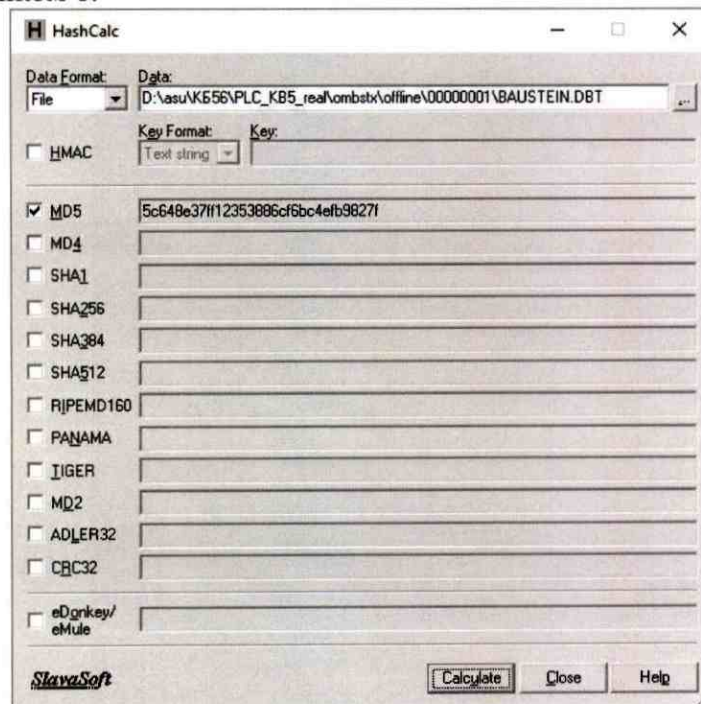 HashCalc
Data Format:
Data:
File
D:\asu\КБ56\PLC_KB5_real\ombstx\offline\00000001\BAUSTEIN.DBT
...
HMAC
Key Format:
Key:
Text string
MD5
5c648e37ff12353886cf6bc4efb9827f
MD4
SHA1
SHA256
SHA384
SHA512
RIPEMD160
PANAMA
TIGER
MD2
ADLER32
CRC32
eDonkey/
eMule
SlavaSoft
Calculate
Close
Help